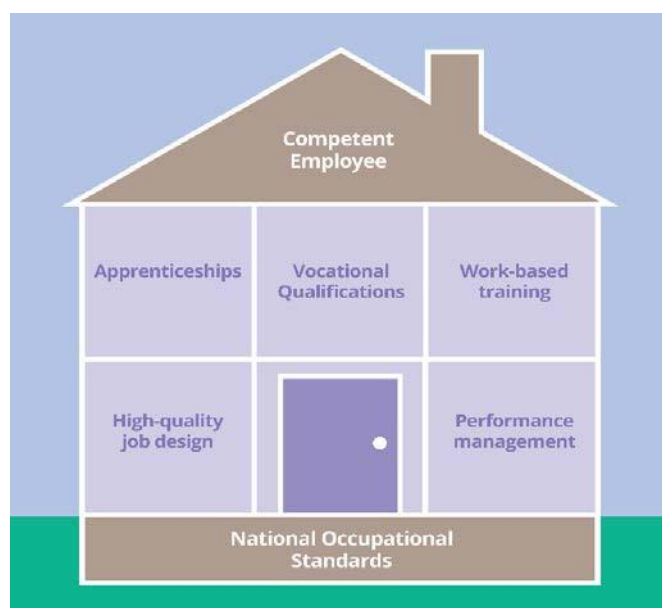 Competent
Employee
Apprenticeships
Vocational
Qualifications
Work-based
training
High-quality
job design
Performance
management
National Occupational
Standards